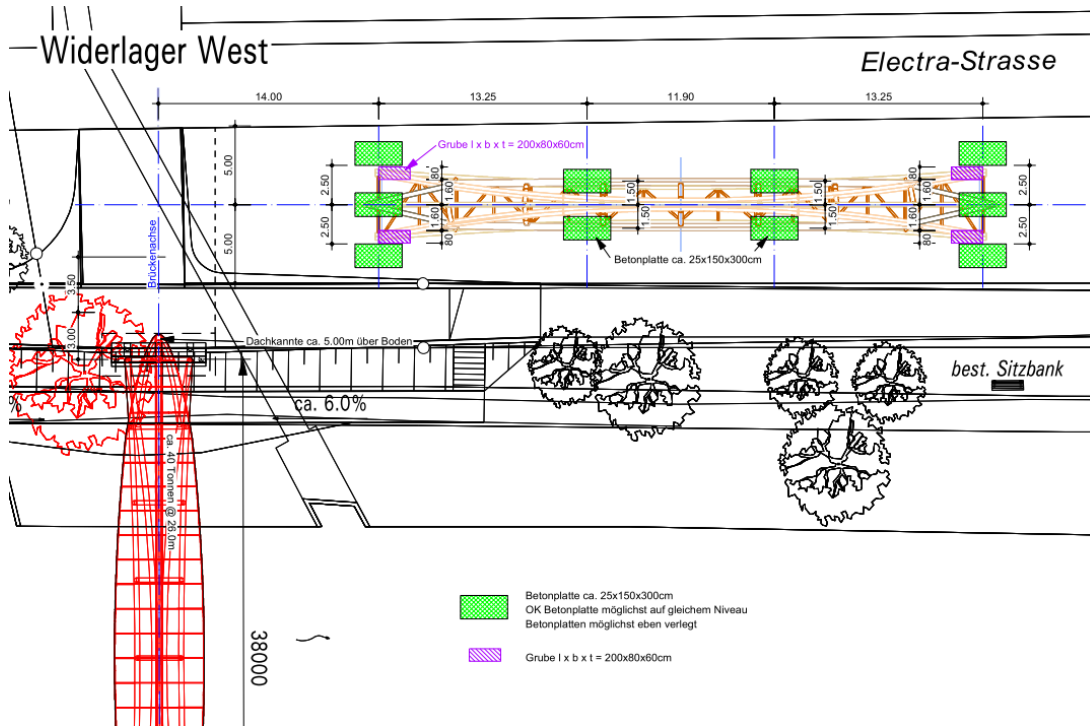 Widerlager West
Electra-Strasse
14.00
13.25
11.90
13.25
Grube l x b x t = 200x80x60cm
5.00
5.00
2.50
2.50
80
1.60
1.60
80
1.50
1.50
1.50
1.50
80
1.60
1.60
80
2.50
2.50
Betonplatte ca. 25x150x300cm
Brückenachse
3.50
3.00
Dachkannte ca. 5.00m über Boden
best. Sitzbank
%
ca. 6.0%
ca. 40 Tonnen @ 26.0m
38000
Betonplatte ca. 25x150x300cm
OK Betonplatte möglichst auf gleichem Niveau
Betonplatten möglichst eben verlegt
Grube l x b x t = 200x80x60cm